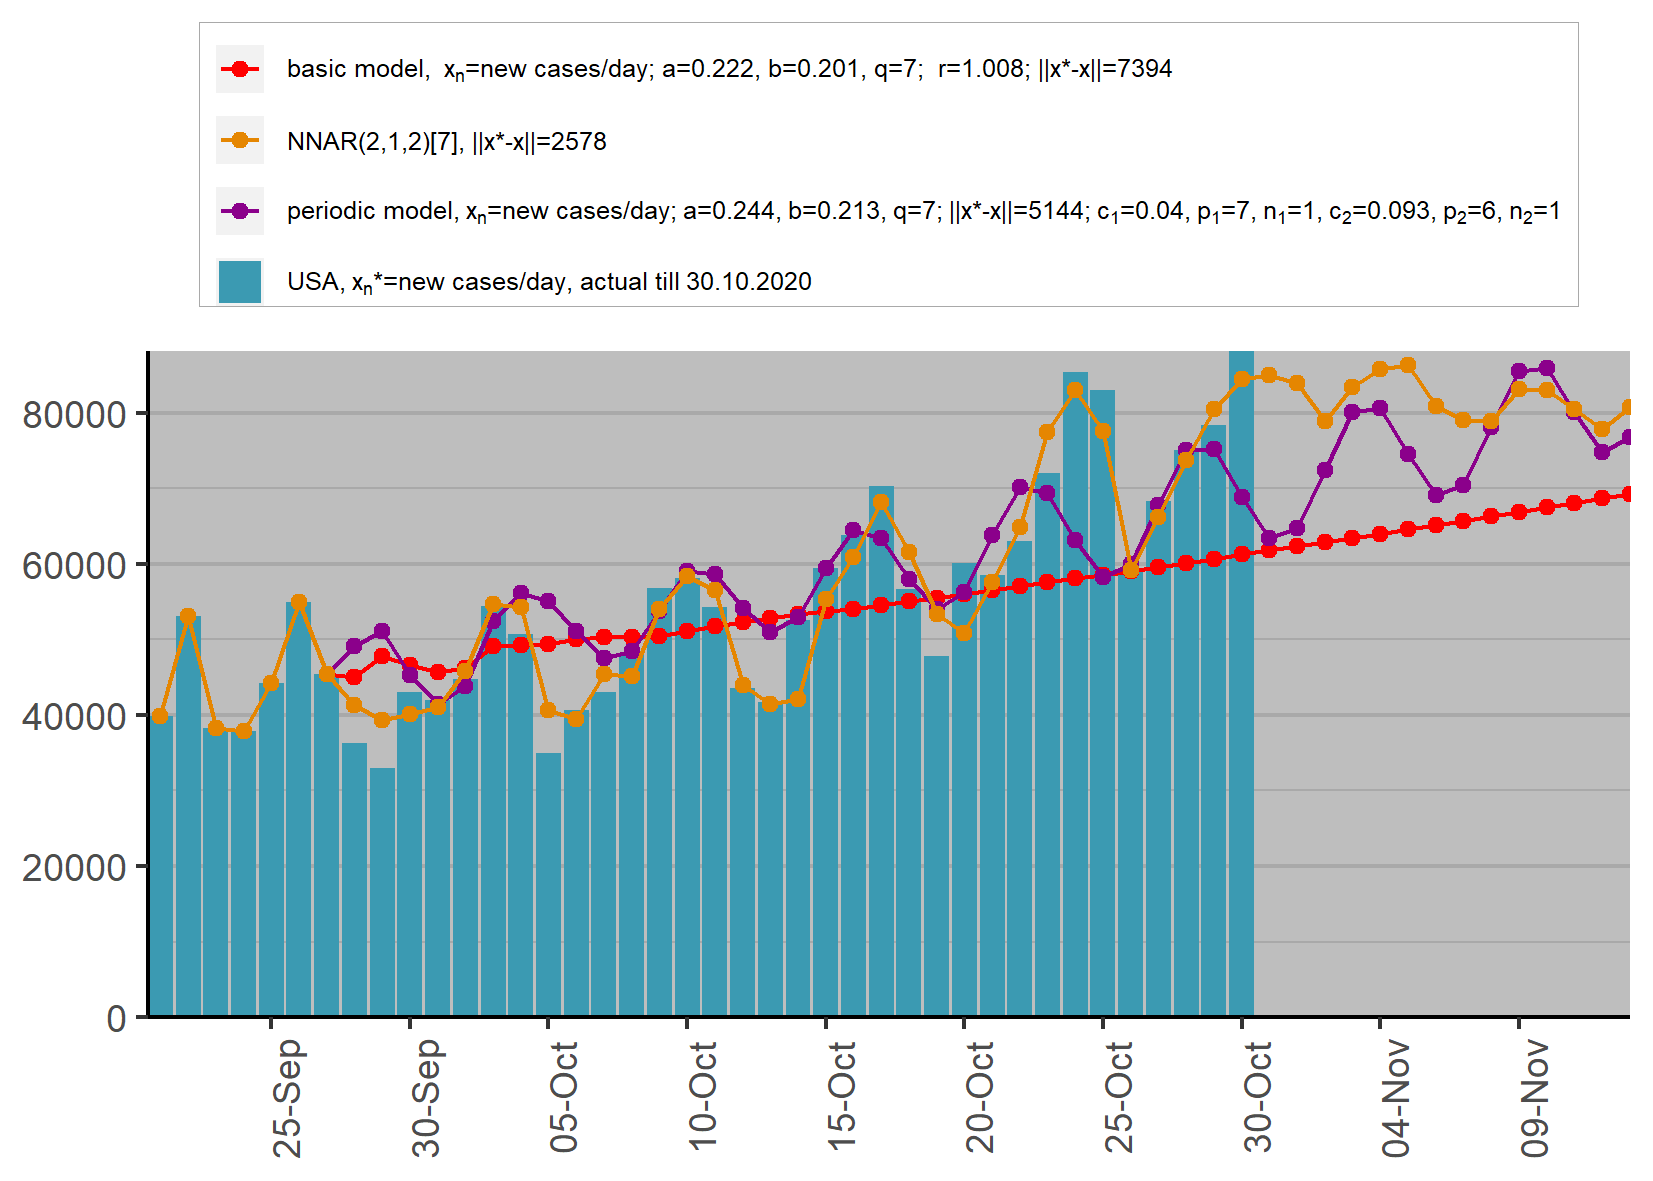 basic model, xₙ=new cases/day; a=0.222, b=0.201, q=7; r=1.008; ||x*-x||=7394
NNAR(2,1,2)[7], ||x*-x||=2578
periodic model, xₙ=new cases/day; a=0.244, b=0.213, q=7; ||x*-x||=5144; c₁=0.04, p₁=7, n₁=1, c₂=0.093, p₂=6, n₂=1
USA, xₙ*=new cases/day, actual till 30.10.2020
80000
60000
40000
20000
0
25-Sep
30-Sep
05-Oct
10-Oct
15-Oct
20-Oct
25-Oct
30-Oct
04-Nov
09-Nov